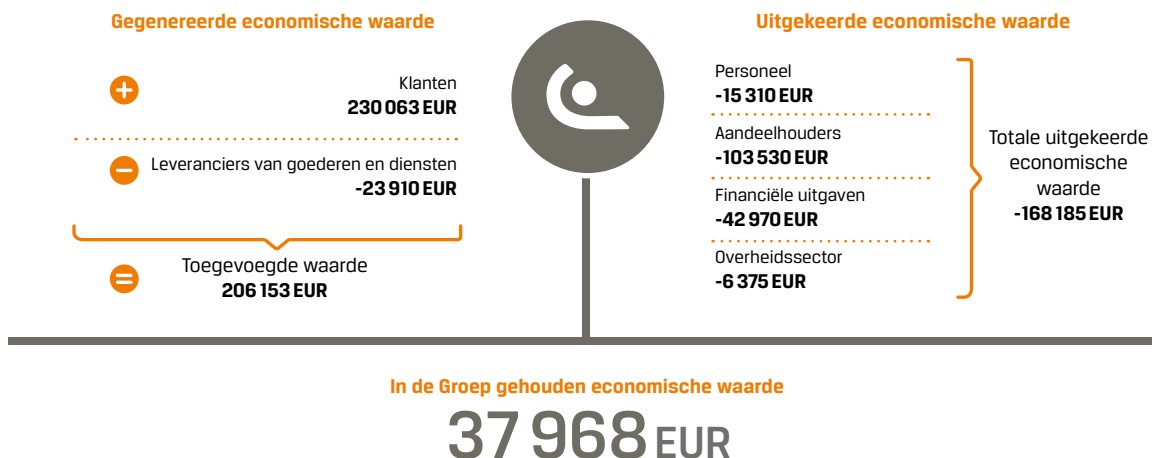 Gegenereerde economische waarde
Klanten
230 063 EUR
Leveranciers van goederen en diensten
-23 910 EUR
Toegevoegde waarde
206 153 EUR
Uitgekeerde economische waarde
Personeel
-15 310 EUR
Aandeelhouders
-103 530 EUR
Financiële uitgaven
-42 970 EUR
Overheidssector
-6 375 EUR
Totale uitgekeerde
economische
waarde
-168 185 EUR
In de Groep gehouden economische waarde
37 968 EUR